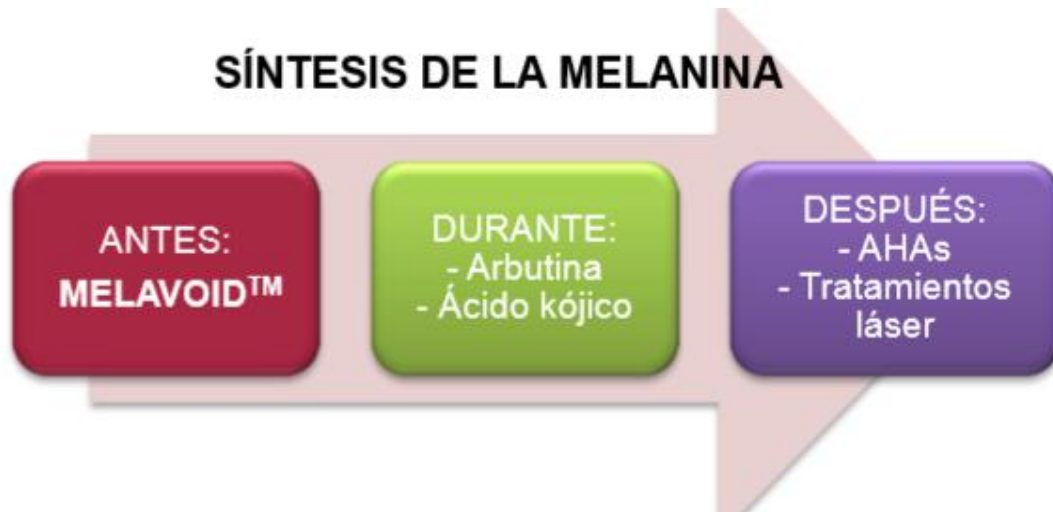 SÍNTESIS DE LA MELANINA
ANTES:
MELAVOID™
DURANTE:
- Arbutina
- Ácido kójico
DESPUÉS:
- AHAs
- Tratamientos
láser